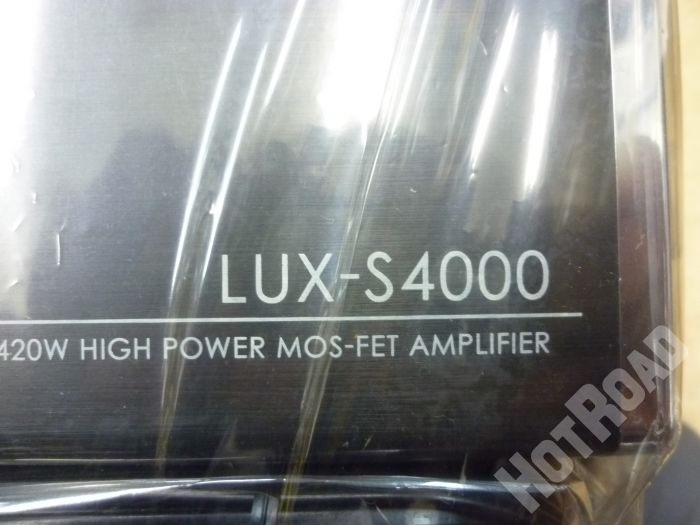 LUX-S4000
420W HIGH POWER MOS-FET AMPLIFIER
HOTROAD